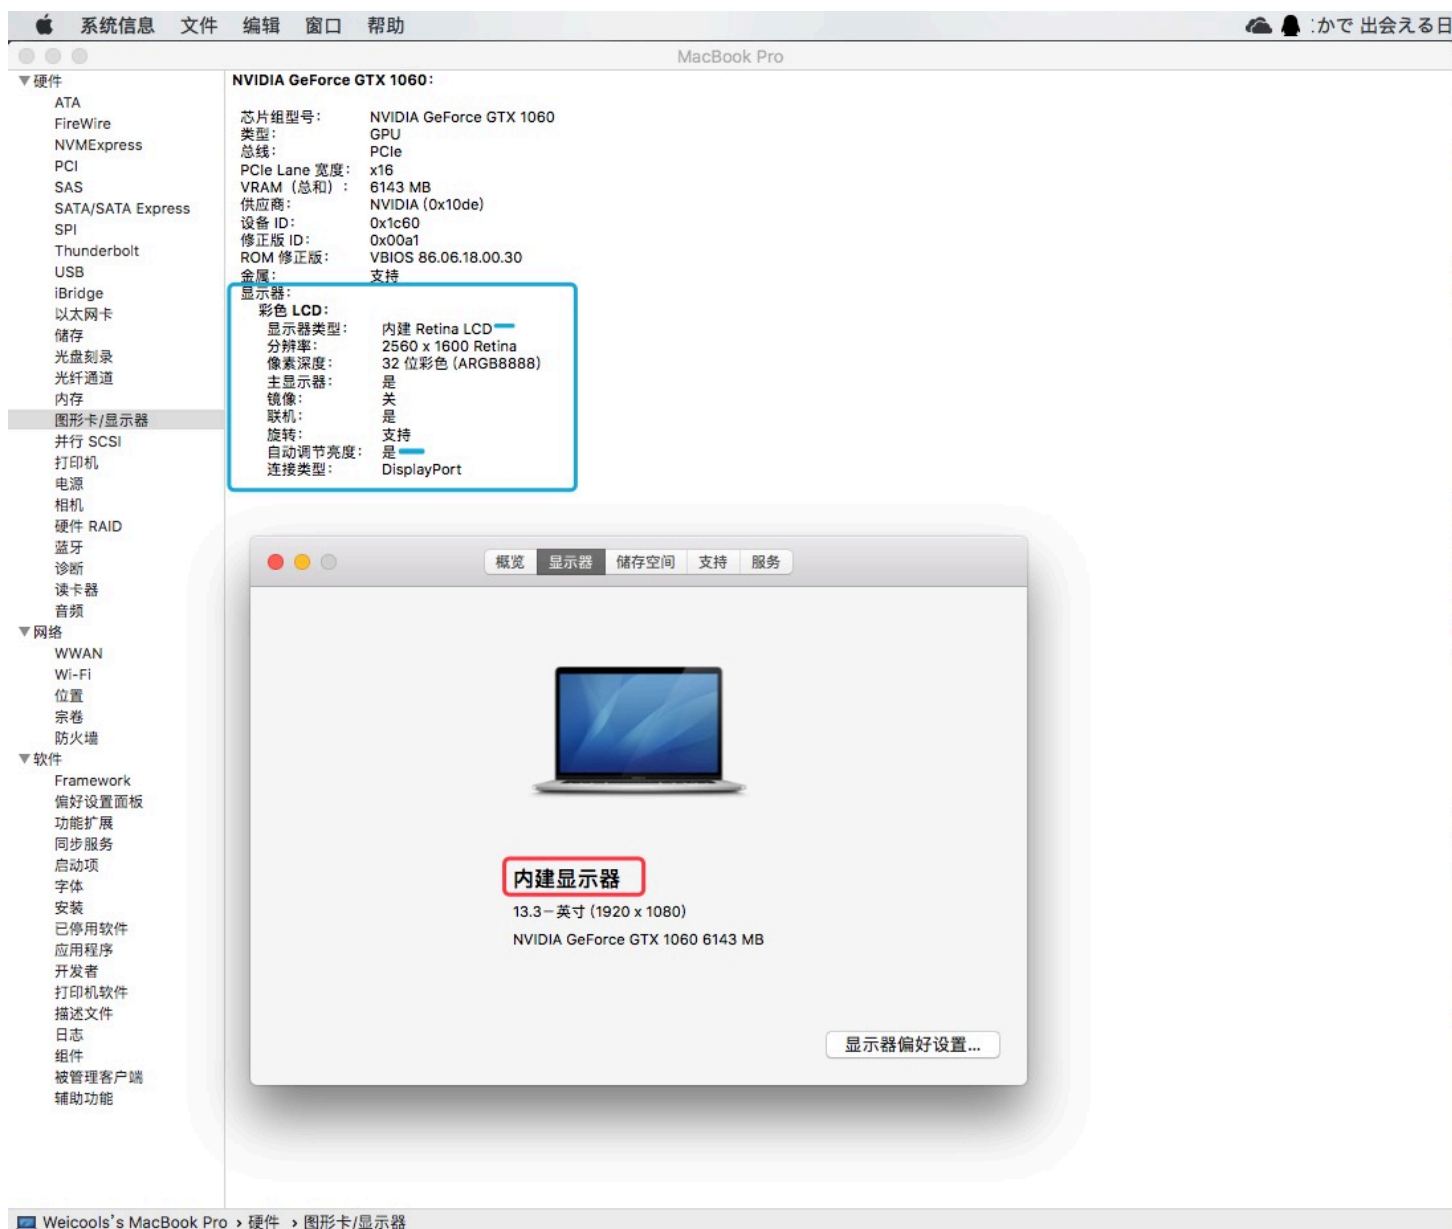 系统信息 文件 编辑 窗口 帮助 :かで 出会える日
MacBook Pro
▼硬件
ATA
FireWire
NVMExpress
PCI
SAS
SATA/SATA Express
SPI
Thunderbolt
USB
iBridge
以太网卡
储存
光盘刻录
光纤通道
内存
图形卡/显示器
并行 SCSI
打印机
电源
相机
硬件 RAID
蓝牙
诊断
读卡器
音频
▼网络
WWAN
Wi-Fi
位置
宗卷
防火墙
▼软件
Framework
偏好设置面板
功能扩展
同步服务
启动项
字体
安装
已停用软件
应用程序
开发者
打印机软件
描述文件
日志
组件
被管理客户端
辅助功能
NVIDIA GeForce GTX 1060:
芯片组型号: NVIDIA GeForce GTX 1060
类型: GPU
总线: PCIe
PCIe Lane 宽度: x16
VRAM（总和）: 6143 MB
供应商: NVIDIA (0x10de)
设备 ID: 0x1c60
修正版 ID: 0x00a1
ROM 修正版: VBIOS 86.06.18.00.30
金属: 支持
显示器:
彩色 LCD:
显示器类型: 内建 Retina LCD
分辨率: 2560 x 1600 Retina
像素深度: 32 位彩色 (ARGB8888)
主显示器: 是
镜像: 关
联机: 是
旋转: 支持
自动调节亮度: 是
连接类型: DisplayPort
概览 显示器 储存空间 支持 服务
内建显示器
13.3－英寸 (1920 x 1080)
NVIDIA GeForce GTX 1060 6143 MB
显示器偏好设置...
Weicools's MacBook Pro › 硬件 › 图形卡/显示器